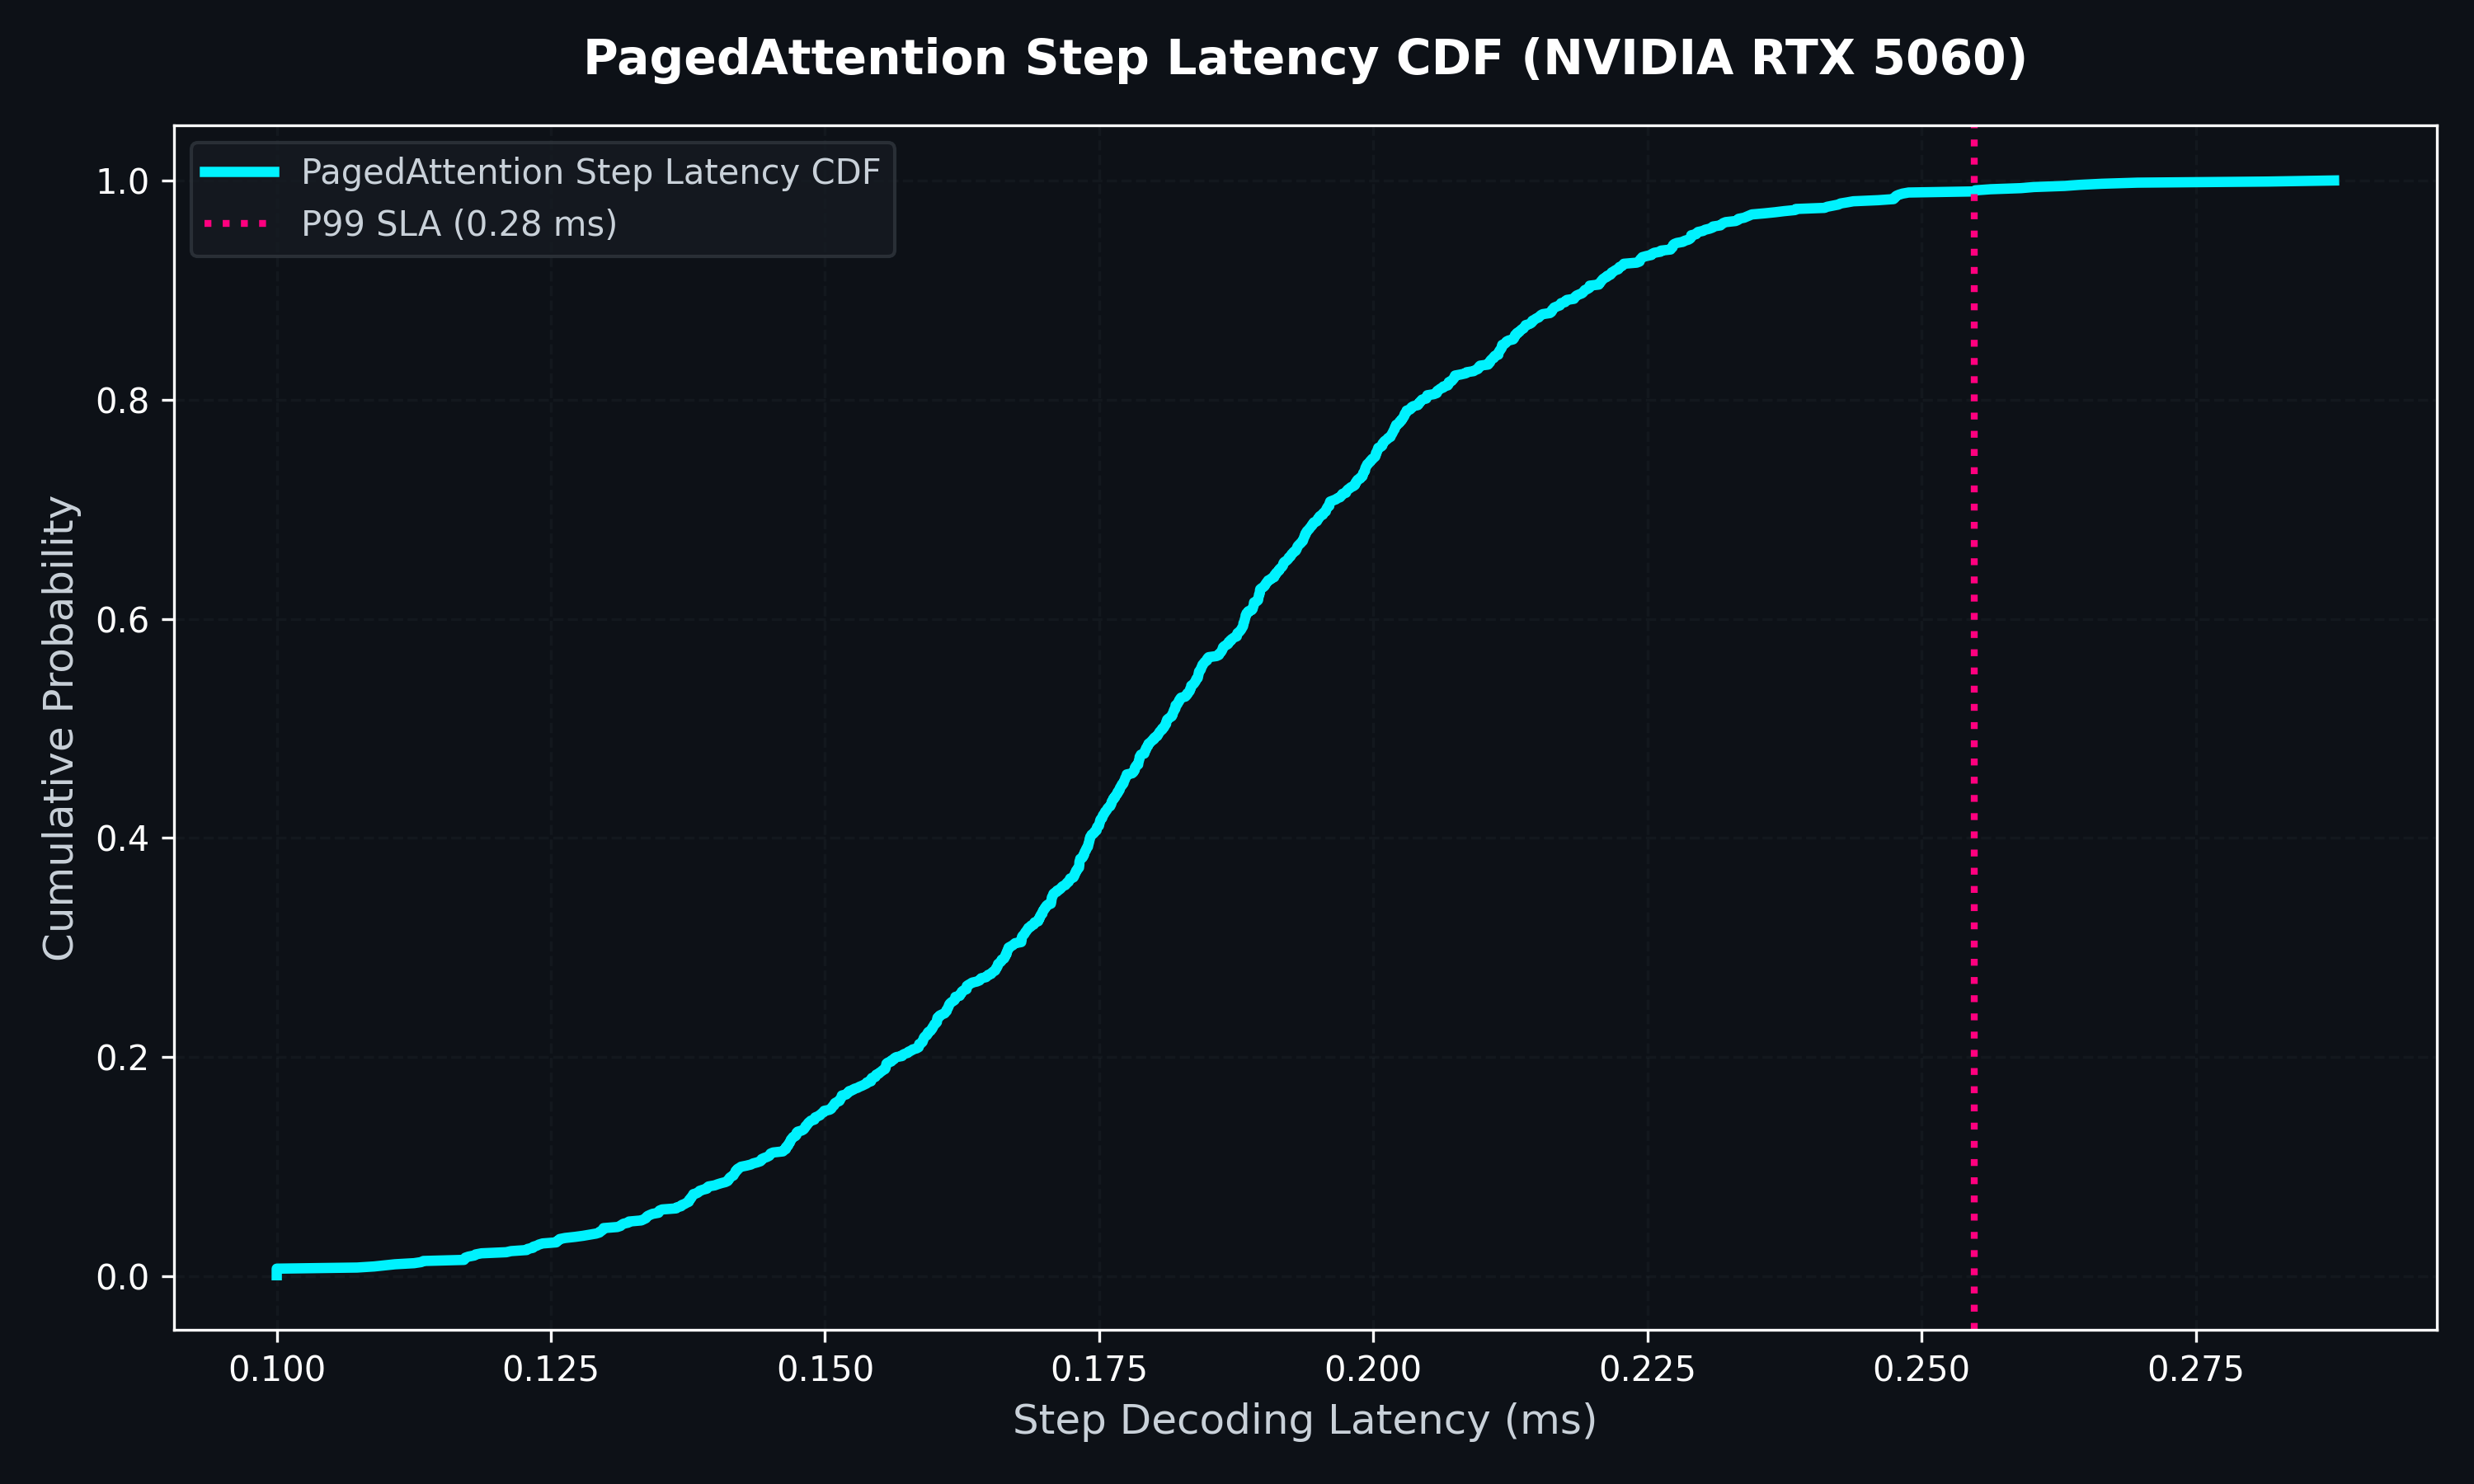 PagedAttention Step Latency CDF (NVIDIA RTX 5060)
PagedAttention Step Latency CDF
P99 SLA (0.28 ms)
Cumulative Probability
1.0
0.8
0.6
0.4
0.2
0.0
0.100 0.125 0.150 0.175 0.200 0.225 0.250 0.275
Step Decoding Latency (ms)